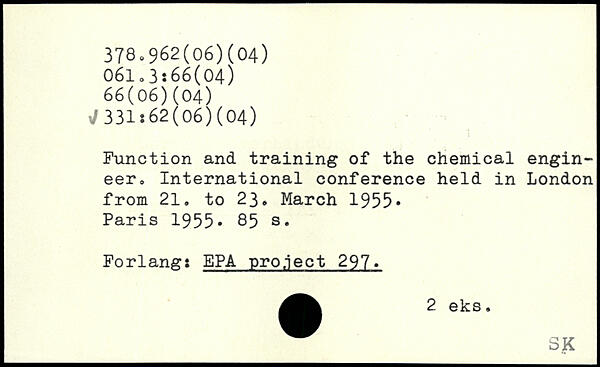 378.962(06)(04)
061.3:66(04)
66(06)(04)
✓331:62(06)(04)
Function and training of the chemical engin-
eer. International conference held in London
from 21. to 23. March 1955.
Paris 1955. 85 s.
Forlang: EPA project 297.
2 eks.
SK